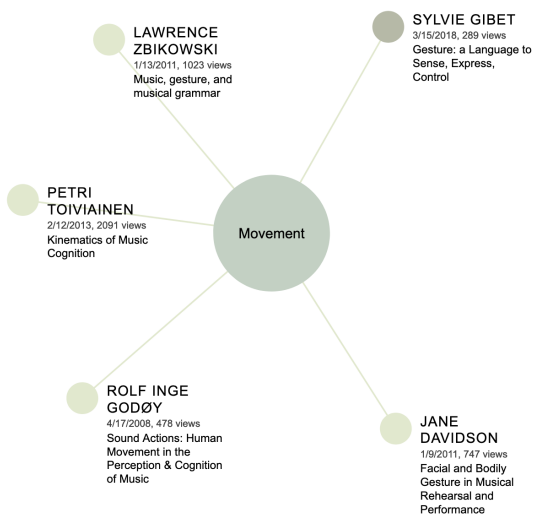 LAWRENCE
ZBIKOWSKI
1/13/2011, 1023 views
Music, gesture, and
musical grammar
SYLVIE GIBET
3/15/2018, 289 views
Gesture: a Language to
Sense, Express,
Control
PETRI
TOIVIAINEN
2/12/2013, 2091 views
Kinematics of Music
Cognition
Movement
ROLF INGE
GODØY
4/17/2008, 478 views
Sound Actions: Human
Movement in the
Perception & Cognition
of Music
JANE
DAVIDSON
1/9/2011, 747 views
Facial and Bodily
Gesture in Musical
Rehearsal and
Performance